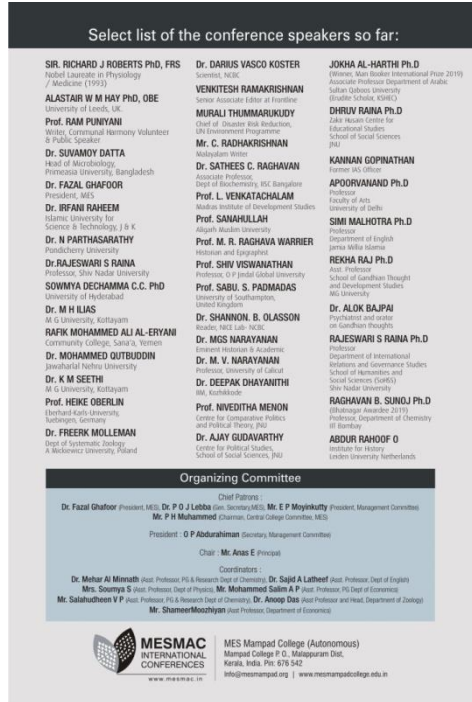 Select list of the conference speakers so far:
SIR. RICHARD J ROBERTS PhD, FRS
Nobel Laureate in Physiology
/ Medicine (1993)
ALASTAIR W M HAY PhD, OBE
University of Leeds, UK.
Prof. RAM PUNIYANI
Writer, Communal Harmony Volunteer
& Public Speaker
Dr. SUVAMOY DATTA
Head of Microbiology,
Primeasia University, Bangladesh
Dr. FAZAL GHAFOOR
President, MES
Dr. IRFANI RAHEEM
Islamic University for
Science & Technology, J & K
Dr. N PARTHASARATHY
Pondicherry University
Dr.RAJESWARI S RAINA
Professor, Shiv Nadar University
SOWMYA DECHAMMA C.C. PhD
University of Hyderabad
Dr. M H ILIAS
M G University, Kottayam
RAFIK MOHAMMED ALI AL-ERYANI
Community College, Sana'a, Yemen
Dr. MOHAMMED QUTBUDDIN
Jawaharlal Nehru University
Dr. K M SEETHI
M G University, Kottayam
Prof. HEIKE OBERLIN
Eberhard-Karls-University,
Tuebingen, Germany
Dr. FREERK MOLLEMAN
Dept of Systematic Zoology
A Mickiewicz University, Poland
Dr. DARIUS VASCO KOSTER
Scientist, NCBC
VENKITESH RAMAKRISHNAN
Senior Associate Editor at Frontline
MURALI THUMMARUKUDY
Chief of Disaster Risk Reduction,
UN Environment Programme
Mr. C. RADHAKRISHNAN
Malayalam Writer
Dr. SATHEES C. RAGHAVAN
Associate Professor,
Dept of Biochemistry, IISC Bangalore
Prof. L. VENKATACHALAM
Madras Institute of Development Studies
Prof. SANAHULLAH
Aligarh Muslim University
Prof. M. R. RAGHAVA WARRIER
Historian and Epigraphist
Prof. SHIV VISWANATHAN
Professor, O P Jindal Global University
Prof. SABU. S. PADMADAS
University of Southampton,
United Kingdom
Dr. SHANNON. B. OLASSON
Reader, NICE Lab- NCBC
Dr. MGS NARAYANAN
Eminent Historian & Academic
Dr. M. V. NARAYANAN
Professor, University of Calicut
Dr. DEEPAK DHAYANITHI
IIM, Kozhikkode
Prof. NIVEDITHA MENON
Centre for Comparative Politics
and Political Theory, JNU
Dr. AJAY GUDAVARTHY
Centre for Political Studies,
School of Social Sciences, JNU
JOKHA AL-HARTHI Ph.D
(Winner, Man Booker International Prize 2019)
Associate Professor Department of Arabic
Sultan Qaboos University
(Erudite Scholar, KSHEC)
DHRUV RAINA Ph.D
Zakir Husain Centre for
Educational Studies
School of Social Sciences
JNU
KANNAN GOPINATHAN
Former IAS Officer
APOORVANAND Ph.D
Professor
Faculty of Arts
University of Delhi
SIMI MALHOTRA Ph.D
Professor
Department of English
Jamia Millia Islamia
REKHA RAJ Ph.D
Asst. Professor
School of Gandhian Thought
and Development Studies
MG University
Dr. ALOK BAJPAI
Psychiatrist and orator
on Gandhian thoughts
RAJESWARI S RAINA Ph.D
Professor
Department of International
Relations and Governance Studies
School of Humanities and
Social Sciences (SoHSS)
Shiv Nadar University
RAGHAVAN B. SUNOJ Ph.D
(Bhatnagar Awardee 2019)
Professor, Department of Chemistry
IIT Bombay
ABDUR RAHOOF O
Institute for History
Leiden University Netherlands
Organizing Committee
Chief Patrons :
Dr. Fazal Ghafoor (President, MES), Dr. P O J Lebba (Gen. Secretary,MES), Mr. E P Moyinkutty (President, Management Committee)
Mr. P H Muhammed (Chairman, Central College Committee, MES)
President : O P Abdurahiman (Secretary, Management Committee)
Chair : Mr. Anas E (Principal)
Coordinators :
Dr. Mehar Al Minnath (Asst. Professor, PG & Research Dept of Chemistry), Dr. Sajid A Latheef (Asst. Professor, Dept of English)
Mrs. Soumya S (Asst. Professor, Dept of Physics), Mr. Mohammed Salim A P (Asst. Professor, PG Dept of Economics)
Mr. Salahudheen V P (Asst. Professor, PG & Research Dept of Chemistry), Dr. Anoop Das (Asst Professor and Head, Department of Zoology)
Mr. ShameerMoozhiyan (Asst Professor, Department of Economics)
MESMAC
INTERNATIONAL
CONFERENCES
www.mesmac.in
MES Mampad College (Autonomous)
Mampad College P. O., Malappuram Dist,
Kerala, India. Pin: 676 542
Info@mesmampad.org | www.mesmampadcollege.edu.in